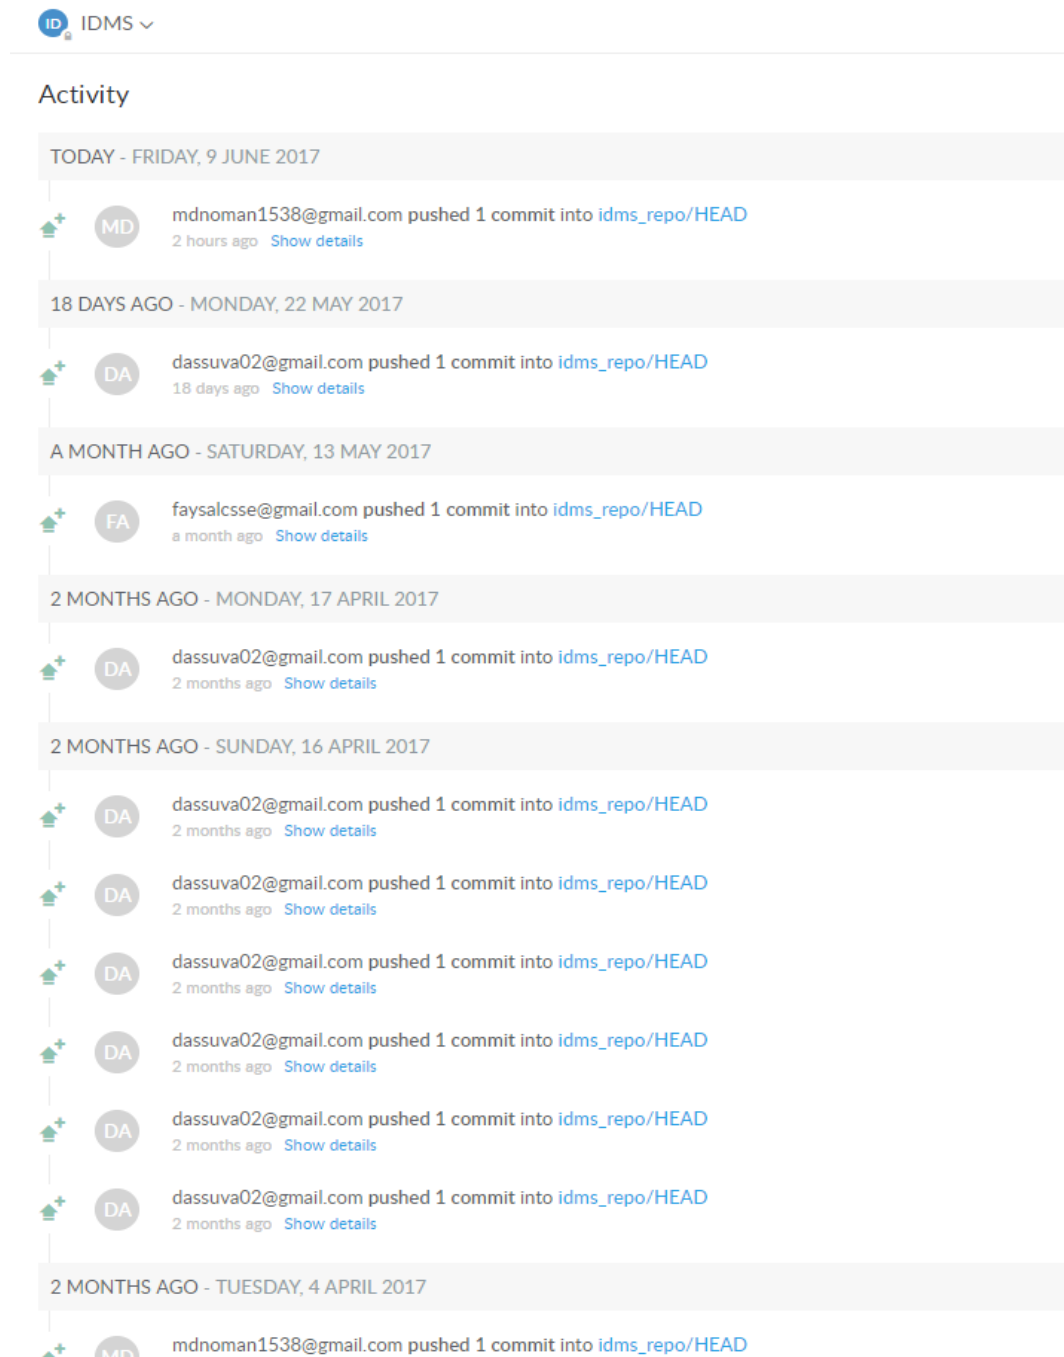 ID IDMS
Activity
TODAY - FRIDAY, 9 JUNE 2017
MD mdnoman1538@gmail.com pushed 1 commit into idms_repo/HEAD
2 hours ago Show details
18 DAYS AGO - MONDAY, 22 MAY 2017
DA dassuva02@gmail.com pushed 1 commit into idms_repo/HEAD
18 days ago Show details
A MONTH AGO - SATURDAY, 13 MAY 2017
FA faysalcsse@gmail.com pushed 1 commit into idms_repo/HEAD
a month ago Show details
2 MONTHS AGO - MONDAY, 17 APRIL 2017
DA dassuva02@gmail.com pushed 1 commit into idms_repo/HEAD
2 months ago Show details
2 MONTHS AGO - SUNDAY, 16 APRIL 2017
DA dassuva02@gmail.com pushed 1 commit into idms_repo/HEAD
2 months ago Show details
DA dassuva02@gmail.com pushed 1 commit into idms_repo/HEAD
2 months ago Show details
DA dassuva02@gmail.com pushed 1 commit into idms_repo/HEAD
2 months ago Show details
DA dassuva02@gmail.com pushed 1 commit into idms_repo/HEAD
2 months ago Show details
DA dassuva02@gmail.com pushed 1 commit into idms_repo/HEAD
2 months ago Show details
DA dassuva02@gmail.com pushed 1 commit into idms_repo/HEAD
2 months ago Show details
2 MONTHS AGO - TUESDAY, 4 APRIL 2017
MD mdnoman1538@gmail.com pushed 1 commit into idms_repo/HEAD